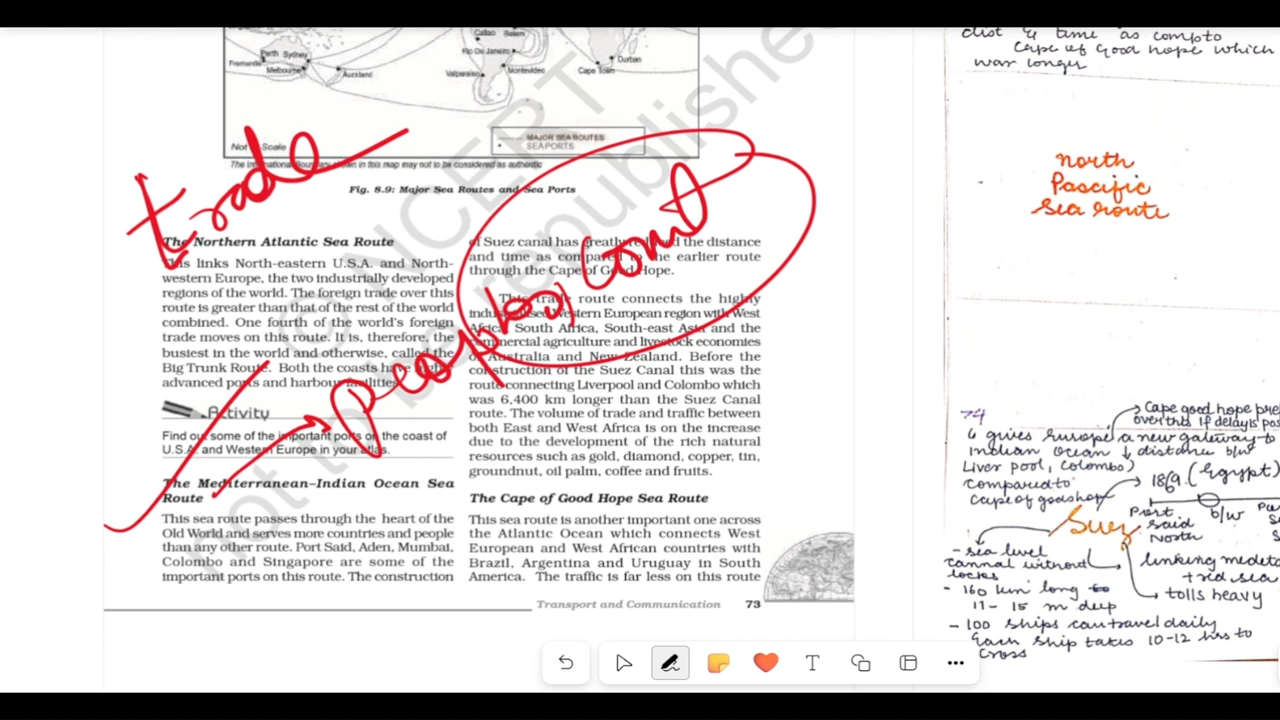 Callao Belem
Rio De Janeiro
Perth Sydney
Fremantle
Melbourne
Auckland
Valparaiso
Montevideo
Cape Town
Durban
MAJOR SEA ROUTES
SEAPORTS
Fig. 8.9: Major Sea Routes and Sea Ports
© NCERT
not to be republished
trade
people, count
The Northern Atlantic Sea Route
This links North-eastern U.S.A. and North-
western Europe, the two industrially developed
regions of the world. The foreign trade over this
route is greater than that of the rest of the world
combined. One fourth of the world's foreign
trade moves on this route. It is, therefore, the
busiest in the world and otherwise, called the
Big Trunk Route. Both the coasts have
advanced ports and harbour facilities
Activity
Find out some of the important ports on the coast of
U.S.A. and Western Europe in your atlas.
The Mediterranean–Indian Ocean Sea
Route
This sea route passes through the heart of the
Old World and serves more countries and people
than any other route. Port Said, Aden, Mumbai,
Colombo and Singapore are some of the
important ports on this route. The construction
of Suez canal has greatly reduced the distance
and time as compared to the earlier route
through the Cape of Good Hope.
This trade route connects the highly
industrialised Western European region with West
Africa, South Africa, South-east Asia and the
commercial agriculture and livestock economies
of Australia and New Zealand. Before the
construction of the Suez Canal this was the
route connecting Liverpool and Colombo which
was 6,400 km longer than the Suez Canal
route. The volume of trade and traffic between
both East and West Africa is on the increase
due to the development of the rich natural
resources such as gold, diamond, copper, tin,
groundnut, oil palm, coffee and fruits.
The Cape of Good Hope Sea Route
This sea route is another important one across
the Atlantic Ocean which connects West
European and West African countries with
Brazil, Argentina and Uruguay in South
America. The traffic is far less on this route
Transport and Communication 73
dist & time as comp to
Cape of Good hope which
was longer
North
Pascific
Sea route
74
Cape good hope
over this if delay is
gives Europe a new gateway to
Indian Ocean ↓ distance b/w
Liver pool, Colombo)
compared to
Cape of
1869. (Egypt)
Port
Said
North
b/w
Suez
- sea level
cannal without
locks
linking
+ red sea
- 160 km long
11 - 15 m deep
tolls heavy
- 100 ships can travel daily
Each ship takes 10-12 hrs to
cross